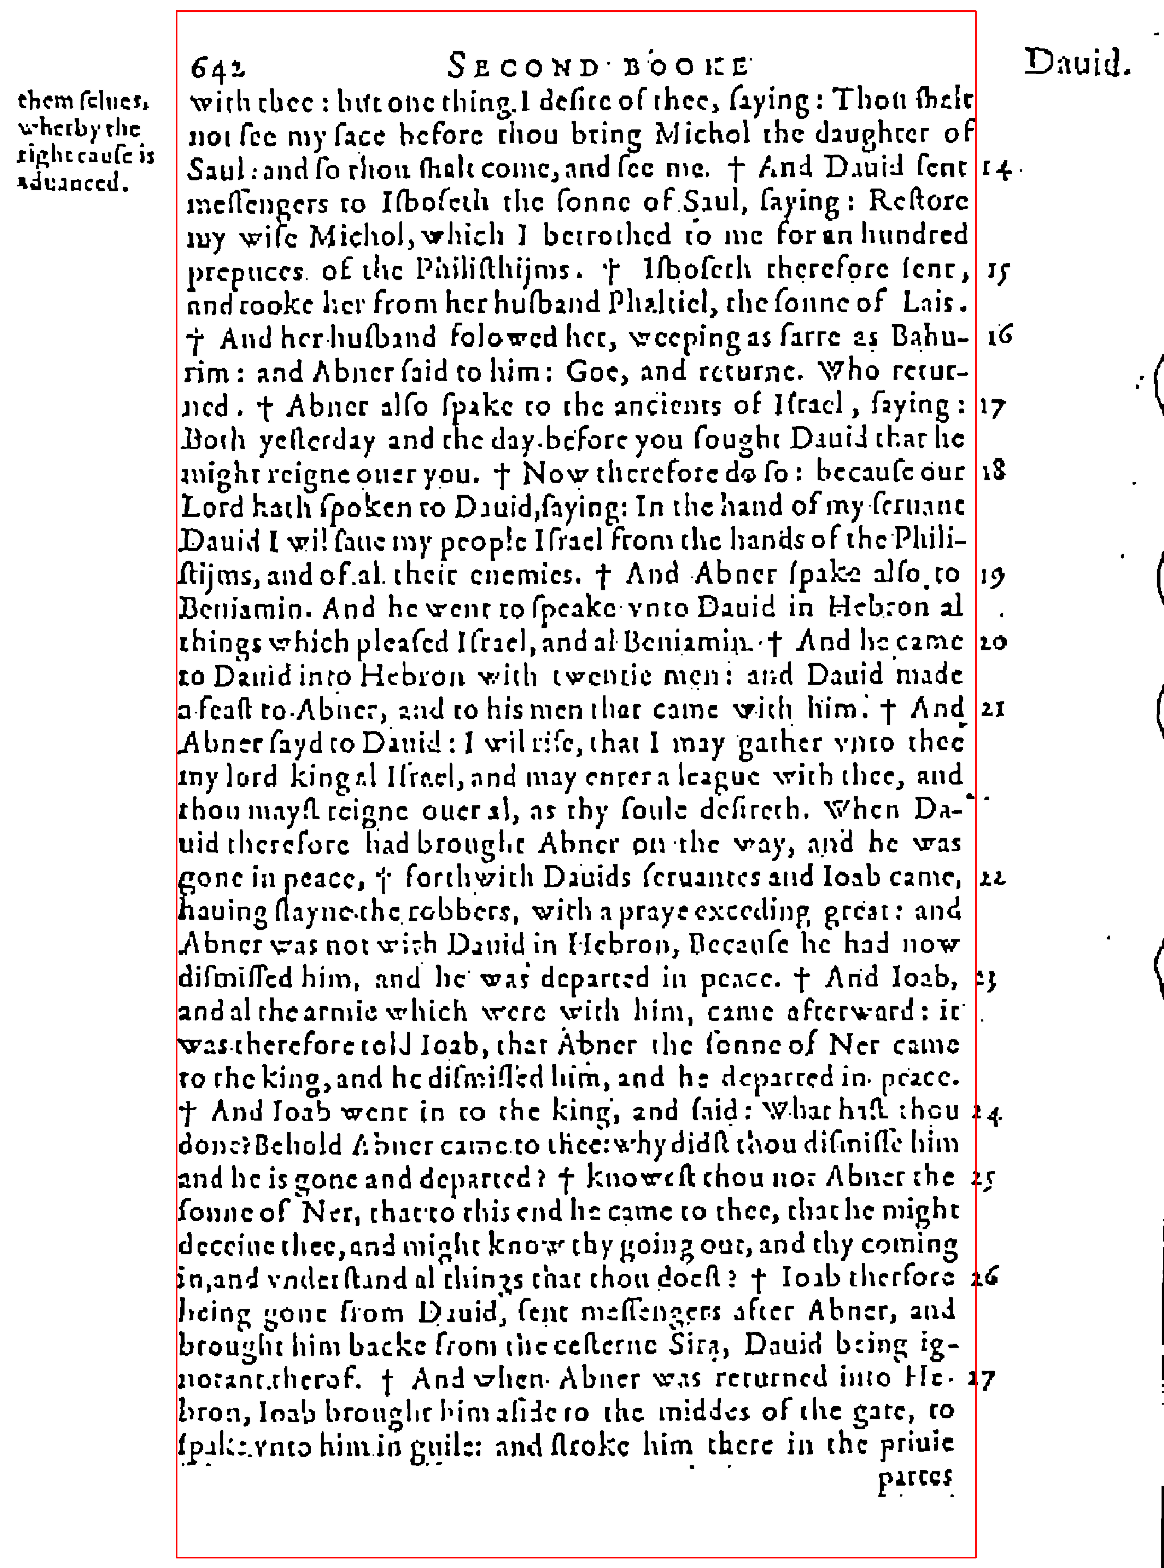 642 SECOND BOOKE Dauid.
them selues,
wherby the
right cause is
aduanced.
with thee: but one thing I desire of thee, saying: Thou shalt
not see my face before thou bring Michol the daughter of
Saul: and so thou shalt come, and see me. † And Dauid sent 14
messengers to Isboseth the sonne of Saul, saying: Restore
my wife Michol, which I betrothed to me for an hundred
prepuces of the Philisthijms. † Isboseth therefore sent, 15
and tooke her from her husband Phaltiel, the sonne of Lais.
† And her husband folowed her, weeping as farre as Bahu- 16
rim: and Abner said to him: Goe, and returne. Who retur-
ned. † Abner also spake to the ancients of Israel, saying: 17
Both yesterday and the day before you sought Dauid that he
might reigne ouer you. † Now therefore do so: because our 18
Lord hath spoken to Dauid, saying: In the hand of my seruant
Dauid I wil saue my people Israel from the hands of the Phili-
stijms, and of al their enemies. † And Abner spake also to 19
Beniamin. And he went to speake vnto Dauid in Hebron al
things which pleased Israel, and al Beniamin. † And he came 20
to Dauid into Hebron with twentie men: and Dauid made
a feast to Abner, and to his men that came with him. † And 21
Abner sayd to Dauid: I wil rise, that I may gather vnto thee
my lord king al Israel, and may enter a league with thee, and
thou mayst reigne ouer al, as thy soule desireth. When Da-
uid therefore had brought Abner on the way, and he was
gone in peace, † forthwith Dauids seruantes and Ioab came, 22
hauing slayne the robbers, with a praye exceding great: and
Abner was not with Dauid in Hebron, Because he had now
dismissed him, and he was departed in peace. † And Ioab, 23
and al the armie which were with him, came afterward: it
was therefore told Ioab, that Abner the sonne of Ner came
to the king, and he dismissed him, and he departed in peace.
† And Ioab went in to the king, and said: What hast thou 24
done? Behold Abner came to thee: why didst thou dismisse him
and he is gone and departed? † knowest thou not Abner the 25
sonne of Ner, that to this end he came to thee, that he might
deceiue thee, and might know thy going out, and thy coming
in, and vnderstand al things that thou doest? † Ioab therfore 26
being gone from Dauid, sent messengers after Abner, and
brought him backe from the cesterne Sira, Dauid being ig-
norant therof. † And when Abner was returned into He- 27
bron, Ioab brought him aside to the middes of the gate, to
spake vnto him in guile: and stroke him there in the priuie
partes